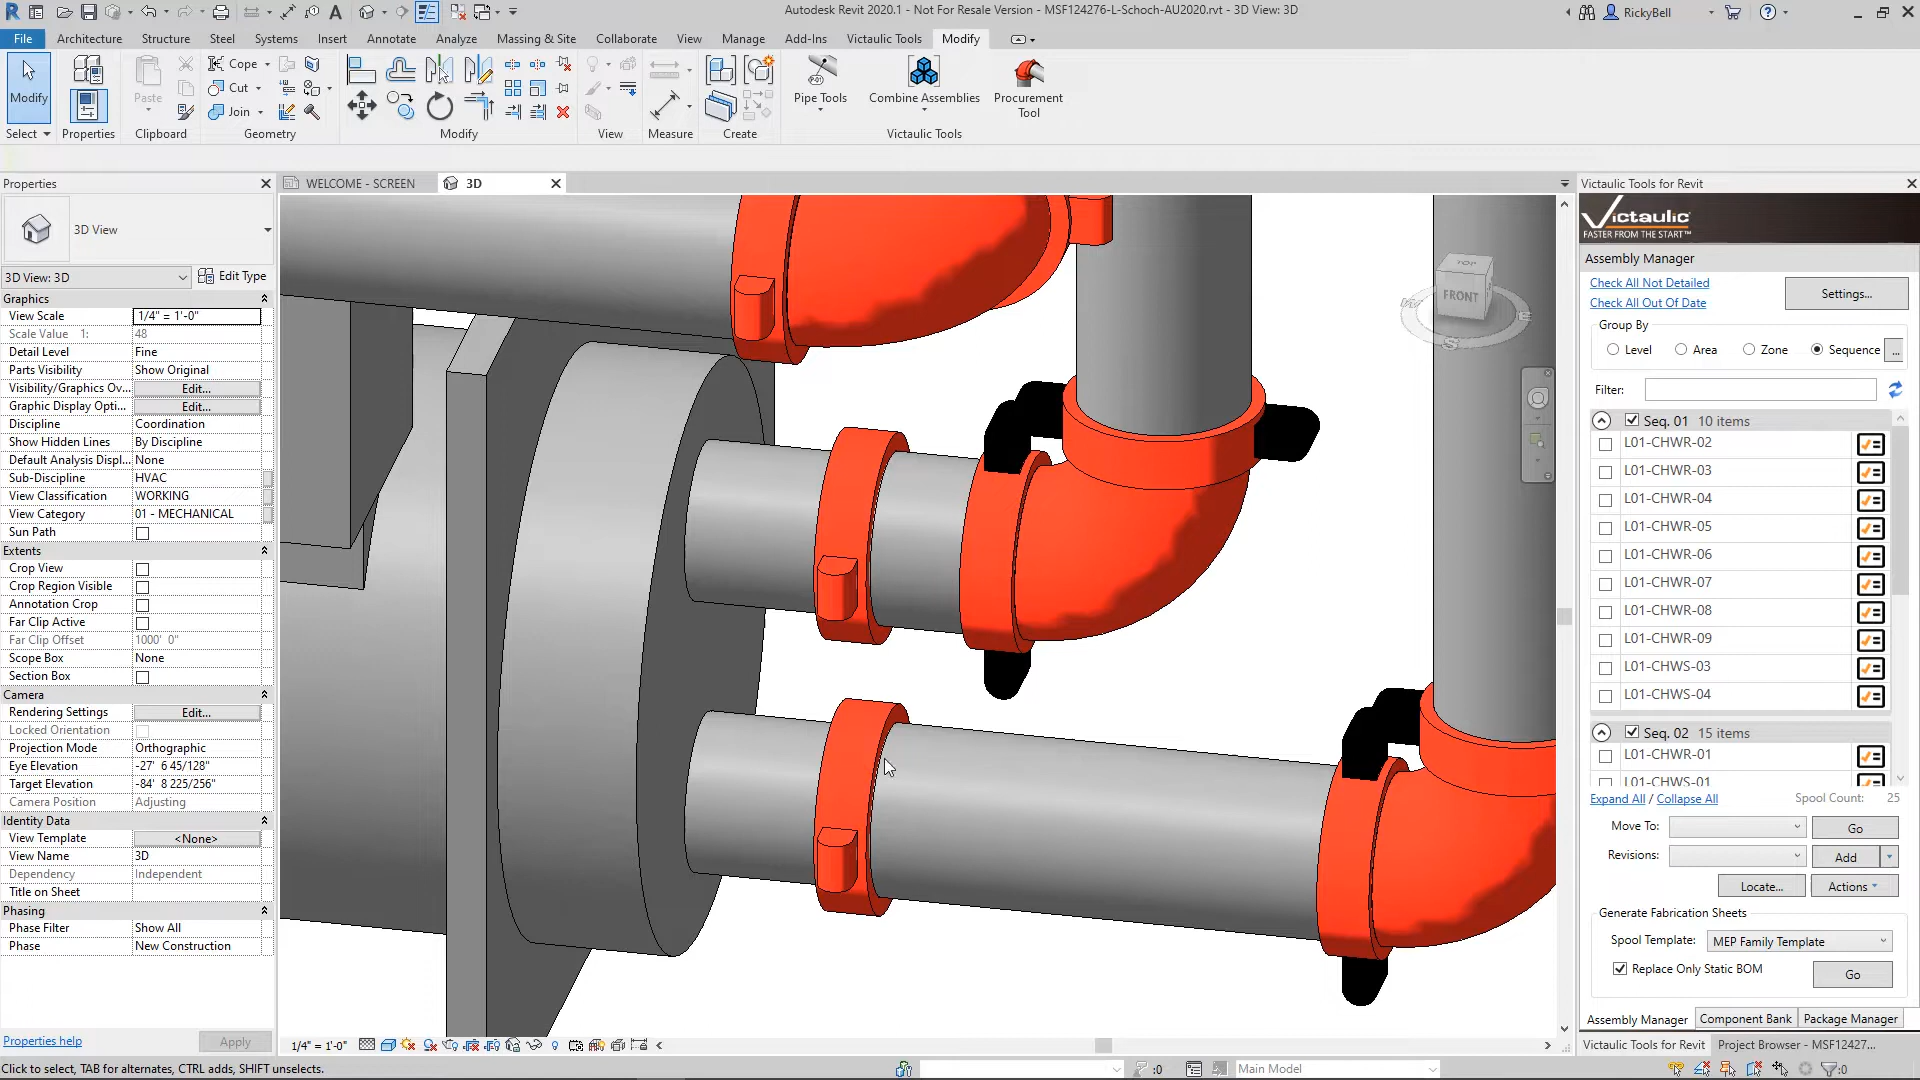 Autodesk Revit 2020.1 - Not For Resale Version - MSF124276-L-Schoch-AU2020.rvt - 3D View: 3D
RickyBell
File Architecture Structure Steel Systems Insert Annotate Analyze Massing & Site Collaborate View Manage Add-Ins Victaulic Tools Modify
Modify
Paste
Cope
Cut
Join
Pipe Tools
Combine Assemblies
Procurement Tool
Select Properties Clipboard Geometry Modify View Measure Create Victaulic Tools
Properties
WELCOME - SCREEN
3D
3D View
3D View: 3D
Edit Type
Graphics
View Scale 1/4" = 1'-0"
Scale Value 1: 48
Detail Level Fine
Parts Visibility Show Original
Visibility/Graphics Ov... Edit...
Graphic Display Opti... Edit...
Discipline Coordination
Show Hidden Lines By Discipline
Default Analysis Displ... None
Sub-Discipline HVAC
View Classification WORKING
View Category 01 - MECHANICAL
Sun Path
Extents
Crop View
Crop Region Visible
Annotation Crop
Far Clip Active
Far Clip Offset 1000' 0"
Scope Box None
Section Box
Camera
Rendering Settings Edit...
Locked Orientation
Projection Mode Orthographic
Eye Elevation -27' 6 45/128"
Target Elevation -84' 8 225/256"
Camera Position Adjusting
Identity Data
View Template <None>
View Name 3D
Dependency Independent
Title on Sheet
Phasing
Phase Filter Show All
Phase New Construction
Properties help
Apply
TOP
FRONT
W
S
E
Victaulic Tools for Revit
Victaulic
FASTER FROM THE START™
Assembly Manager
Check All Not Detailed
Check All Out Of Date
Settings...
Group By
Level Area Zone Sequence ...
Filter:
Seq. 01 10 items
L01-CHWR-02
L01-CHWR-03
L01-CHWR-04
L01-CHWR-05
L01-CHWR-06
L01-CHWR-07
L01-CHWR-08
L01-CHWR-09
L01-CHWS-03
L01-CHWS-04
Seq. 02 15 items
L01-CHWR-01
L01-CHWS-01
Expand All / Collapse All
Spool Count: 25
Move To: Go
Revisions: Add
Locate... Actions
Generate Fabrication Sheets
Spool Template: MEP Family Template
Replace Only Static BOM
Go
Assembly Manager Component Bank Package Manager
Victaulic Tools for Revit Project Browser - MSF12427...
1/4" = 1'-0"
Click to select, TAB for alternates, CTRL adds, SHIFT unselects.
:0
Main Model
:0